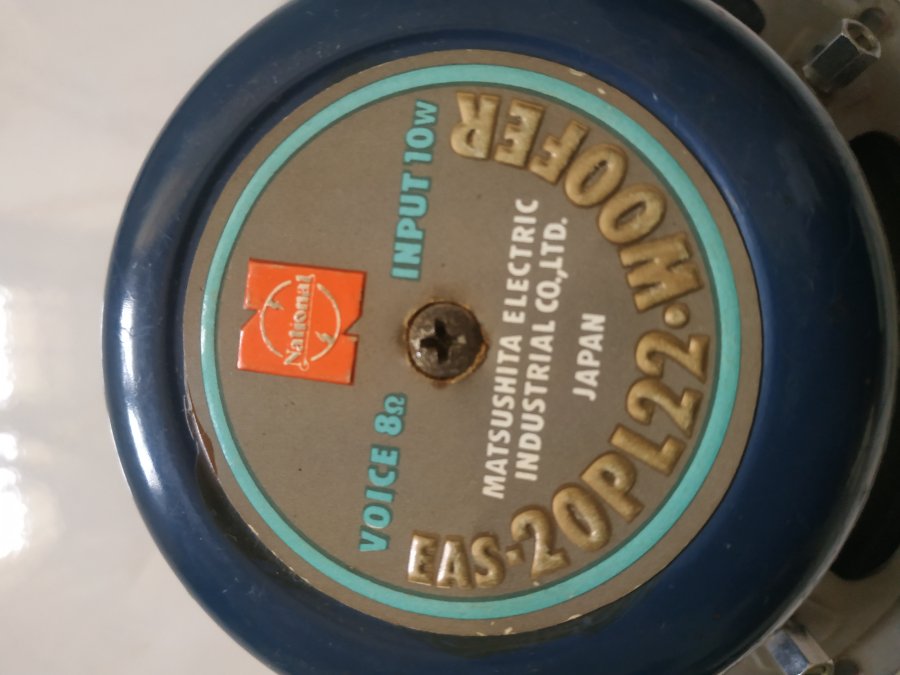 National
VOICE 8Ω INPUT 10W
MATSUSHITA ELECTRIC
INDUSTRIAL CO.,LTD.
JAPAN
EAS-20PL22·WOOFER